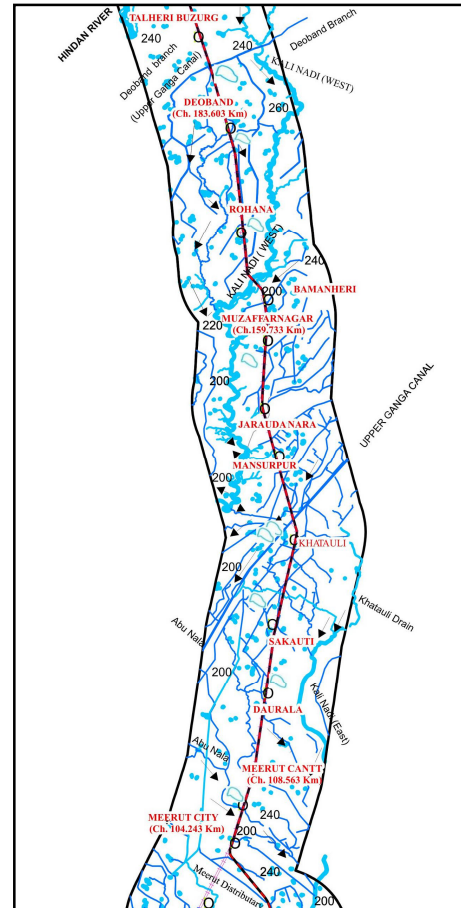 TALHERI BUZURG
HINDAN RIVER
240
240
Deoband Branch
Deoband branch
(Upper Ganga Canal)
KALI NADI (WEST)
DEOBAND
(Ch. 183.603 Km)
260
ROHANA
KALI NADI (WEST)
240
BAMANHERI
200
MUZAFFARNAGAR
(Ch.159.733 Km)
220
200
UPPER GANGA CANAL
JARAUDA NARA
MANSURPUR
200
KHATAULI
200
Khatauli Drain
Abu Nala
SAKAUTI
200
Kali Nadi (East)
DAURALA
Abu Nala
MEERUT CANTT
(Ch. 108.563 Km)
MEERUT CITY
(Ch. 104.243 Km)
240
200
240
Meerut Distributary
200